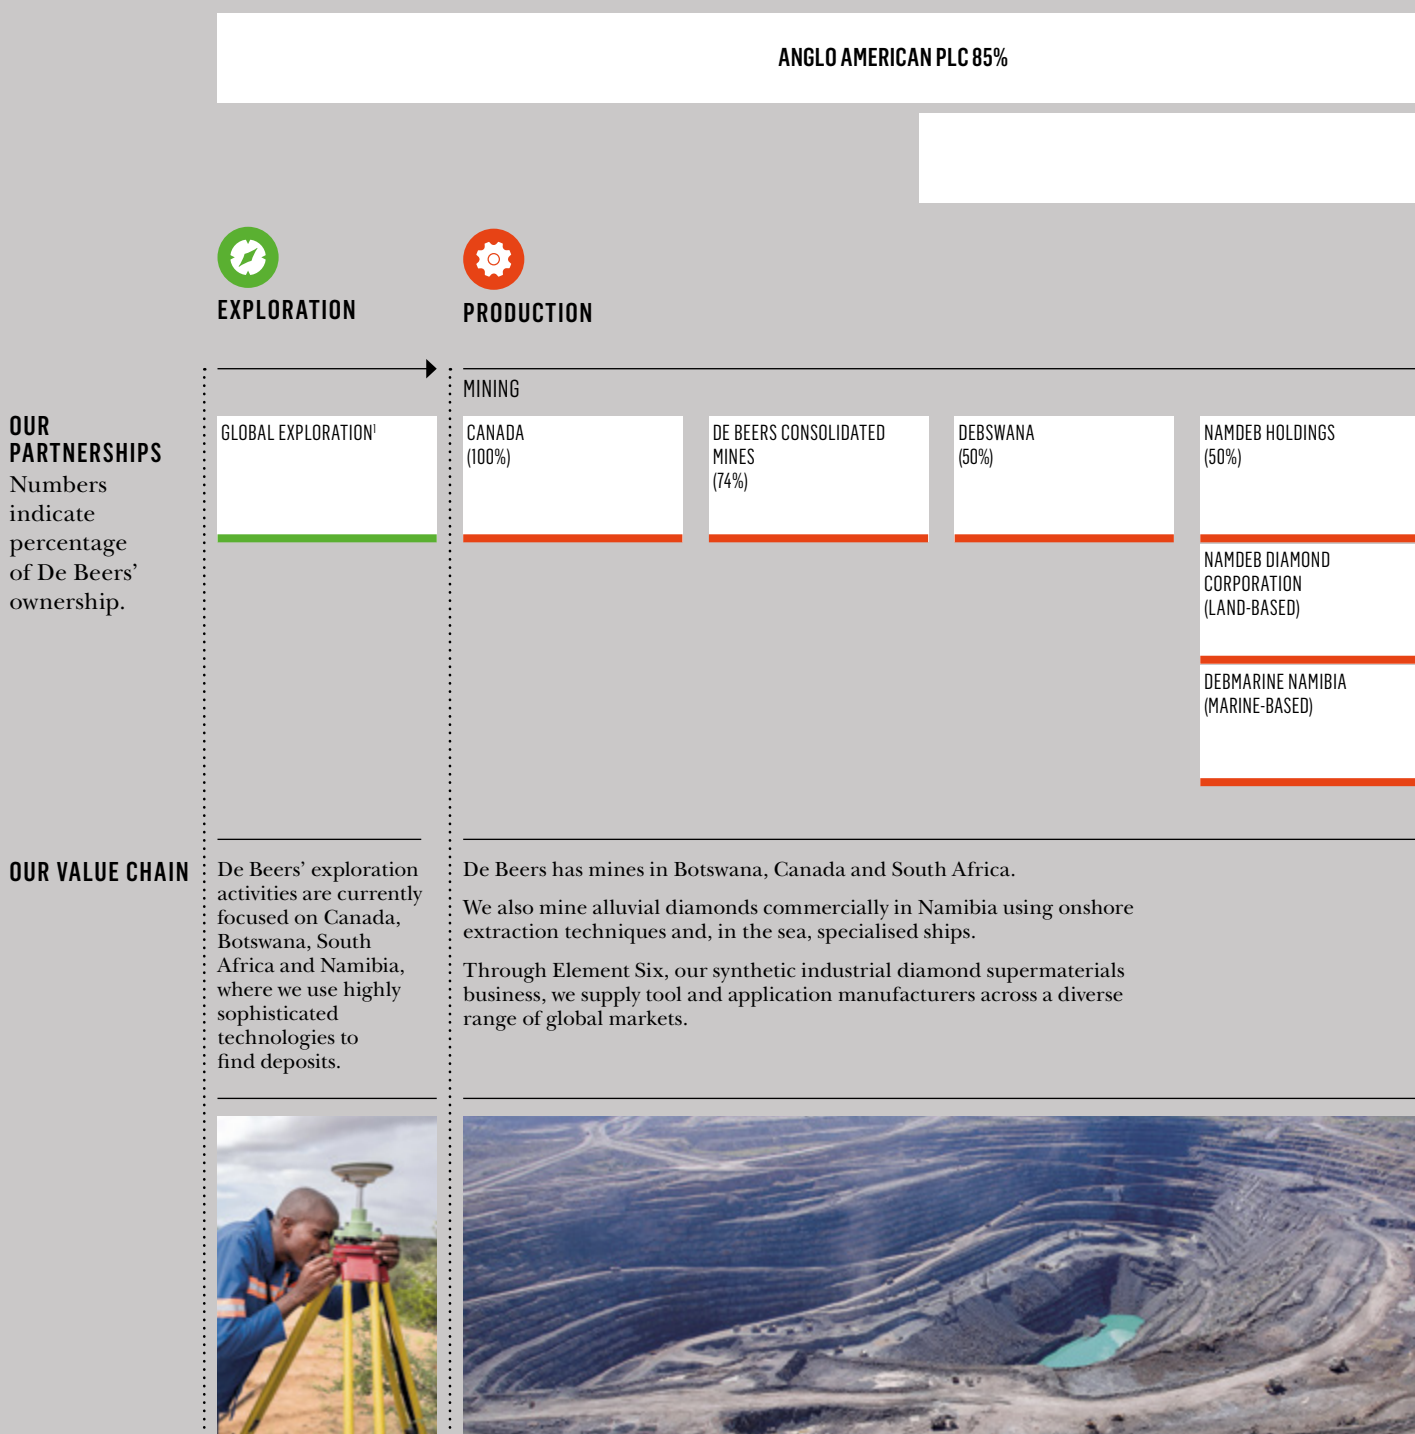 ANGLO AMERICAN PLC 85%
EXPLORATION
PRODUCTION
MINING
OUR
PARTNERSHIPS
Numbers
indicate
percentage
of De Beers’
ownership.
GLOBAL EXPLORATION¹
CANADA
(100%)
DE BEERS CONSOLIDATED
MINES
(74%)
DEBSWANA
(50%)
NAMDEB HOLDINGS
(50%)
NAMDEB DIAMOND
CORPORATION
(LAND-BASED)
DEBMARINE NAMIBIA
(MARINE-BASED)
OUR VALUE CHAIN
De Beers’ exploration
activities are currently
focused on Canada,
Botswana, South
Africa and Namibia,
where we use highly
sophisticated
technologies to
find deposits.
De Beers has mines in Botswana, Canada and South Africa.
We also mine alluvial diamonds commercially in Namibia using onshore
extraction techniques and, in the sea, specialised ships.
Through Element Six, our synthetic industrial diamond supermaterials
business, we supply tool and application manufacturers across a diverse
range of global markets.